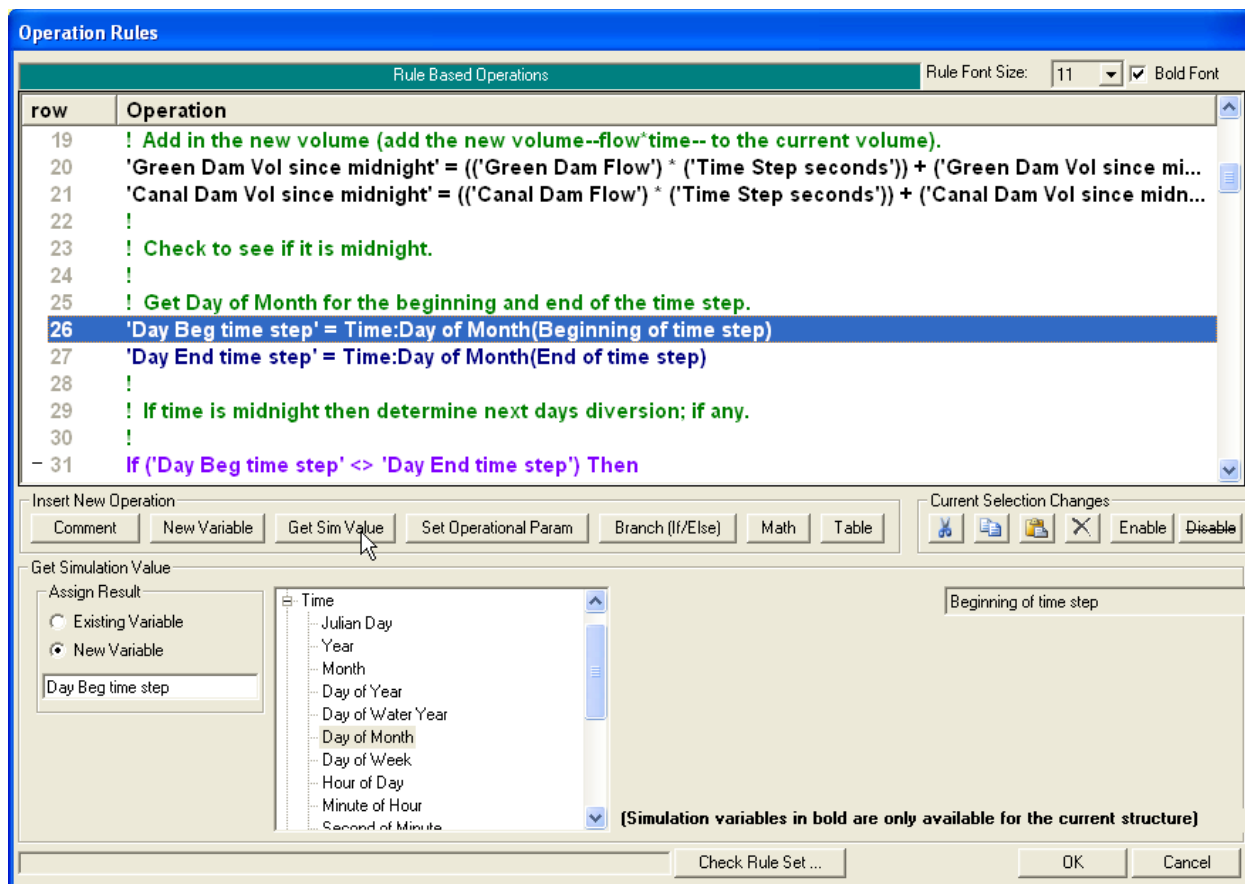 Operation Rules
Rule Based Operations Rule Font Size: 11 Bold Font
row Operation
19 ! Add in the new volume (add the new volume--flow*time-- to the current volume).
20 'Green Dam Vol since midnight' = (('Green Dam Flow') * ('Time Step seconds')) + ('Green Dam Vol since mi...
21 'Canal Dam Vol since midnight' = (('Canal Dam Flow') * ('Time Step seconds')) + ('Canal Dam Vol since midn...
22 !
23 ! Check to see if it is midnight.
24 !
25 ! Get Day of Month for the beginning and end of the time step.
26 'Day Beg time step' = Time:Day of Month(Beginning of time step)
27 'Day End time step' = Time:Day of Month(End of time step)
28 !
29 ! If time is midnight then determine next days diversion; if any.
30 !
− 31 If ('Day Beg time step' <> 'Day End time step') Then
Insert New Operation Current Selection Changes
Comment New Variable Get Sim Value Set Operational Param Branch (If/Else) Math Table Enable Disable
Get Simulation Value
Assign Result
Existing Variable
New Variable
Day Beg time step
Time
Julian Day
Year
Month
Day of Year
Day of Water Year
Day of Month
Day of Week
Hour of Day
Minute of Hour
Second of Minute
Beginning of time step
(Simulation variables in bold are only available for the current structure)
Check Rule Set ... OK Cancel